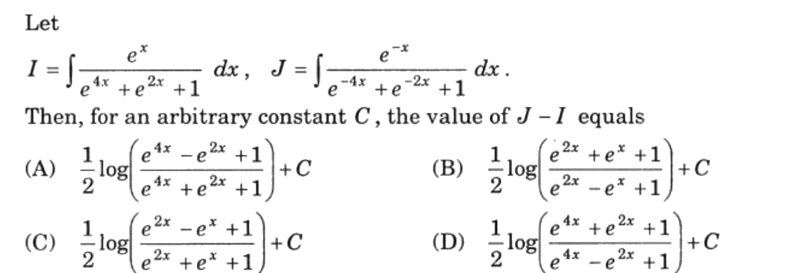 Let
I = ∫ e^x / (e^{4x} + e^{2x} + 1) dx , J = ∫ e^{-x} / (e^{-4x} + e^{-2x} + 1) dx .
Then, for an arbitrary constant C , the value of J – I equals
(A) 1/2 log( (e^{4x} – e^{2x} + 1) / (e^{4x} + e^{2x} + 1) ) + C (B) 1/2 log( (e^{2x} + e^x + 1) / (e^{2x} – e^x + 1) ) + C
(C) 1/2 log( (e^{2x} – e^x + 1) / (e^{2x} + e^x + 1) ) + C (D) 1/2 log( (e^{4x} + e^{2x} + 1) / (e^{4x} – e^{2x} + 1) ) + C